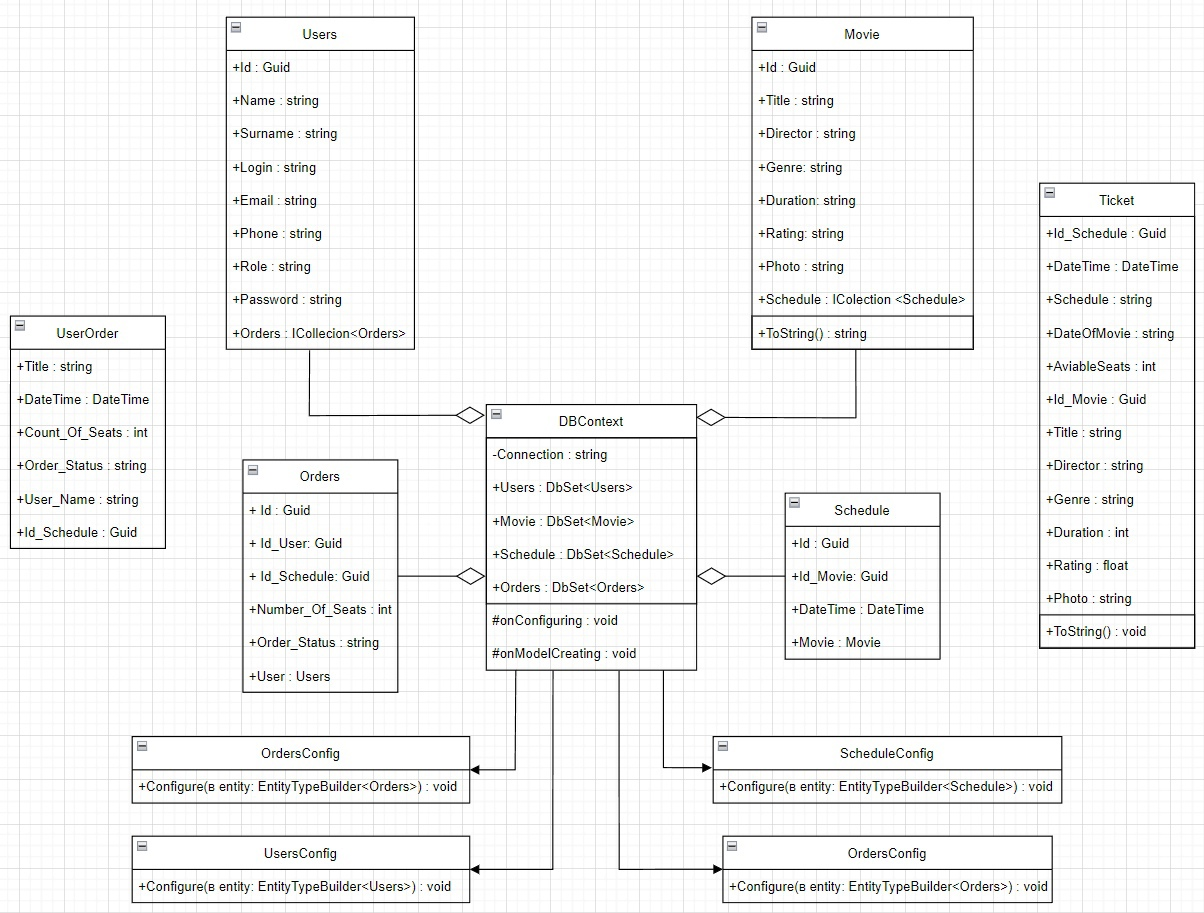 Users
+Id : Guid
+Name : string
+Surname : string
+Login : string
+Email : string
+Phone : string
+Role : string
+Password : string
+Orders : ICollecion<Orders>
Movie
+Id : Guid
+Title : string
+Director : string
+Genre: string
+Duration: string
+Rating: string
+Photo : string
+Schedule : IColection <Schedule>
+ToString() : string
Ticket
+Id_Schedule : Guid
+DateTime : DateTime
+Schedule : string
+DateOfMovie : string
+AviableSeats : int
+Id_Movie : Guid
+Title : string
+Director : string
+Genre : string
+Duration : int
+Rating : float
+Photo : string
+ToString() : void
UserOrder
+Title : string
+DateTime : DateTime
+Count_Of_Seats : int
+Order_Status : string
+User_Name : string
+Id_Schedule : Guid
DBContext
-Connection : string
+Users : DbSet<Users>
+Movie : DbSet<Movie>
+Schedule : DbSet<Schedule>
+Orders : DbSet<Orders>
#onConfiguring : void
#onModelCreating : void
Orders
+ Id : Guid
+ Id_User: Guid
+ Id_Schedule: Guid
+Number_Of_Seats : int
+Order_Status : string
+User : Users
Schedule
+Id : Guid
+Id_Movie: Guid
+DateTime : DateTime
+Movie : Movie
OrdersConfig
+Configure(в entity: EntityTypeBuilder<Orders>) : void
ScheduleConfig
+Configure(в entity: EntityTypeBuilder<Schedule>) : void
UsersConfig
+Configure(в entity: EntityTypeBuilder<Users>) : void
OrdersConfig
+Configure(в entity: EntityTypeBuilder<Orders>) : void